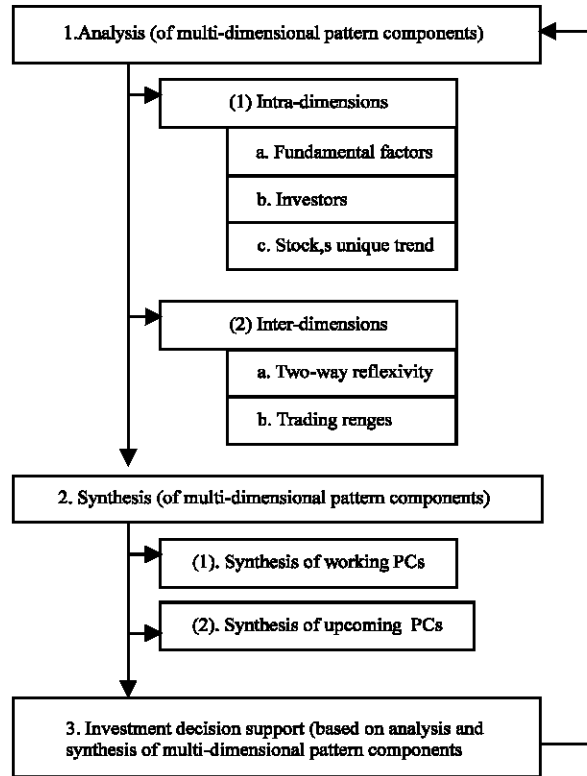 1.Analysis (of multi-dimensional pattern components)
(1) Intra-dimensions
a. Fundamental factors
b. Investors
c. Stock,s unique trend
(2) Inter-dimensions
a. Two-way reflexivity
b. Trading renges
2. Synthesis (of multi-dimensional pattern components)
(1). Synthesis of working PCs
(2). Synthesis of upcoming PCs
3. Investment decision support (based on analysis and
synthesis of multi-dimensional pattern components